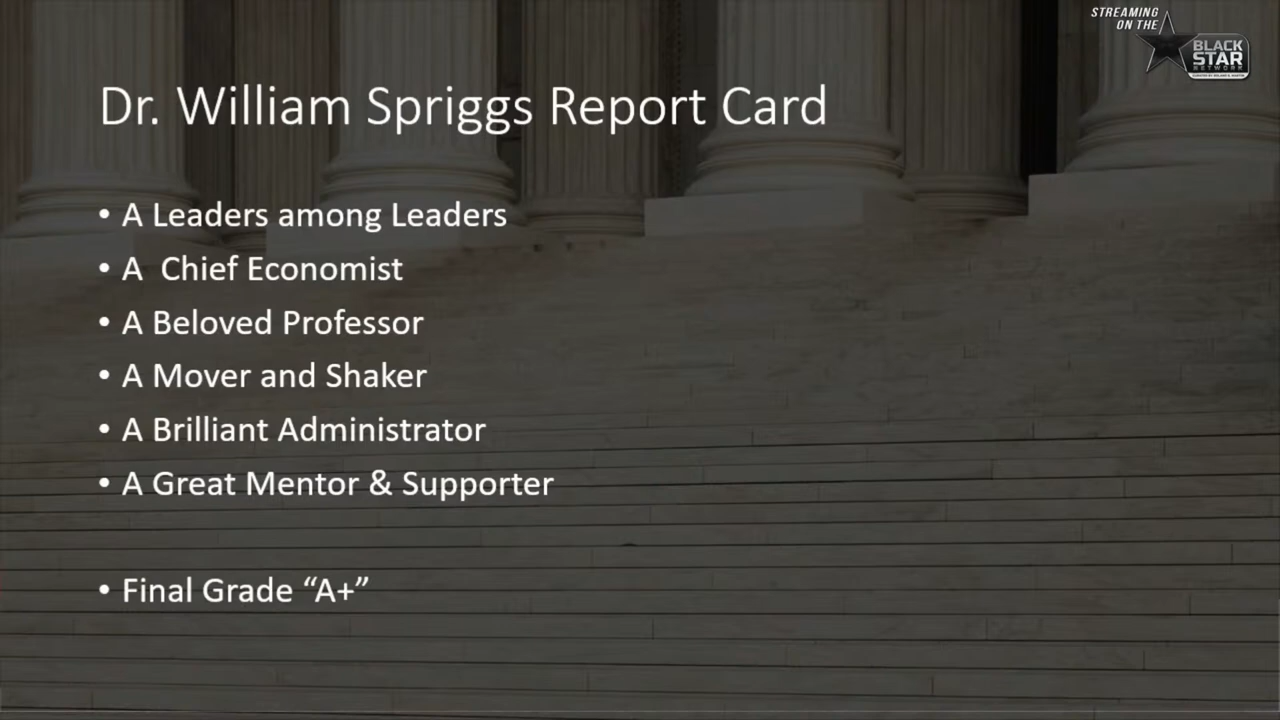 STREAMING
ON THE
BLACK
STAR
NETWORK
Dr. William Spriggs Report Card
• A Leaders among Leaders
• A  Chief Economist
• A Beloved Professor
• A Mover and Shaker
• A Brilliant Administrator
• A Great Mentor & Supporter
• Final Grade “A+”